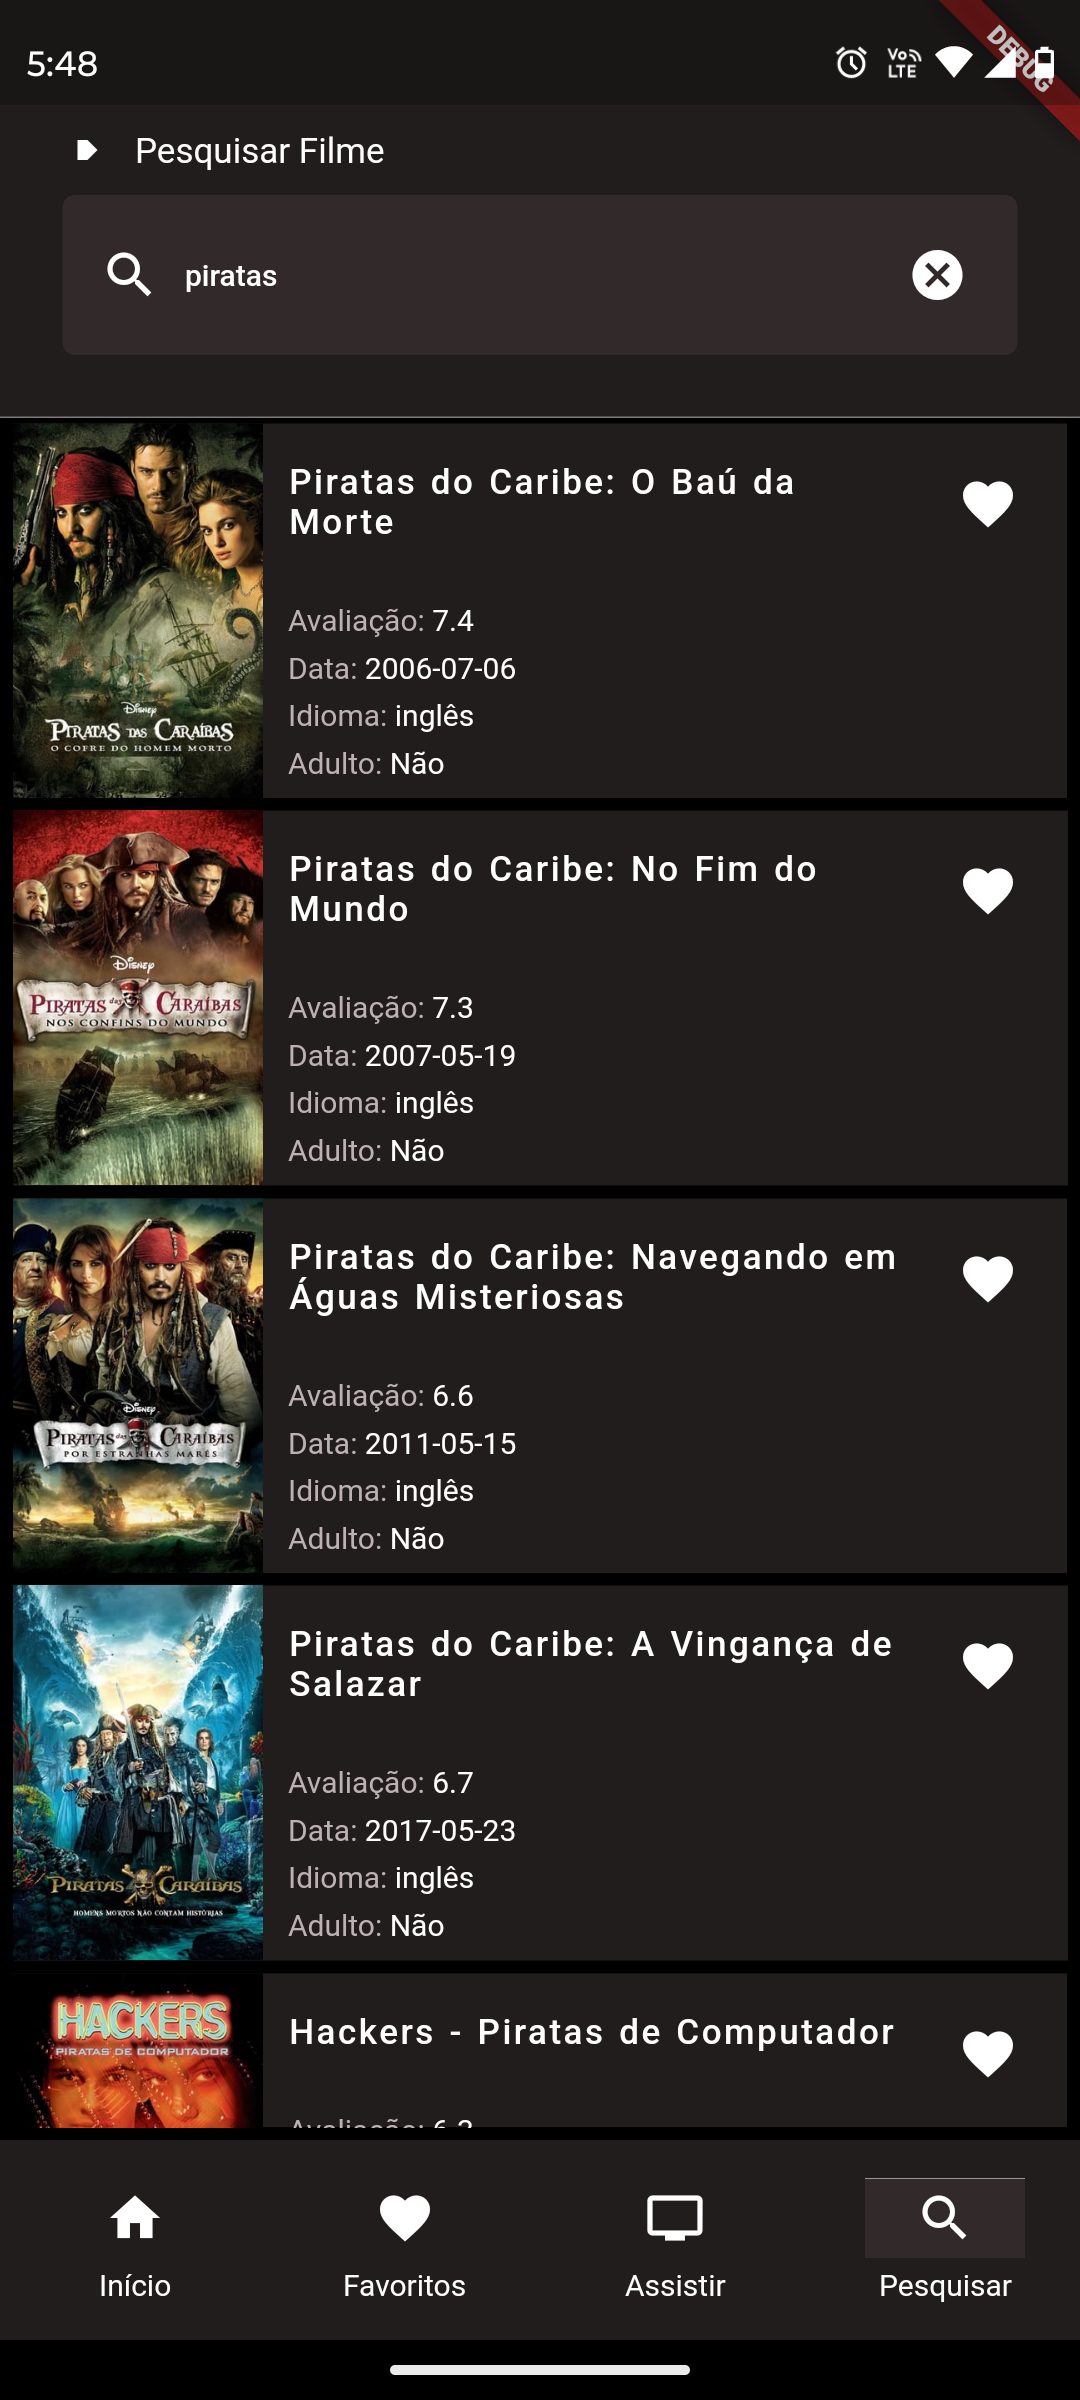 5:48
Vo
LTE
DEBUG
Pesquisar Filme
piratas
Piratas do Caribe: O Baú da
Morte
Avaliação: 7.4
Data: 2006-07-06
Idioma: inglês
Adulto: Não
Disney
PIRATAS DAS CARAÍBAS
O COFRE DO HOMEM MORTO
Piratas do Caribe: No Fim do
Mundo
Avaliação: 7.3
Data: 2007-05-19
Idioma: inglês
Adulto: Não
Disney
PIRATAS das CARAÍBAS
NOS CONFINS DO MUNDO
Piratas do Caribe: Navegando em
Águas Misteriosas
Avaliação: 6.6
Data: 2011-05-15
Idioma: inglês
Adulto: Não
Disney
PIRATAS das CARAÍBAS
POR ESTRANHAS MARÉS
Piratas do Caribe: A Vingança de
Salazar
Avaliação: 6.7
Data: 2017-05-23
Idioma: inglês
Adulto: Não
PIRATAS CARAÍBAS
HOMENS MORTOS NÃO CONTAM HISTÓRIAS
HACKERS
PIRATAS DE COMPUTADOR
Hackers - Piratas de Computador
Avaliação: 6.3
Início
Favoritos
Assistir
Pesquisar